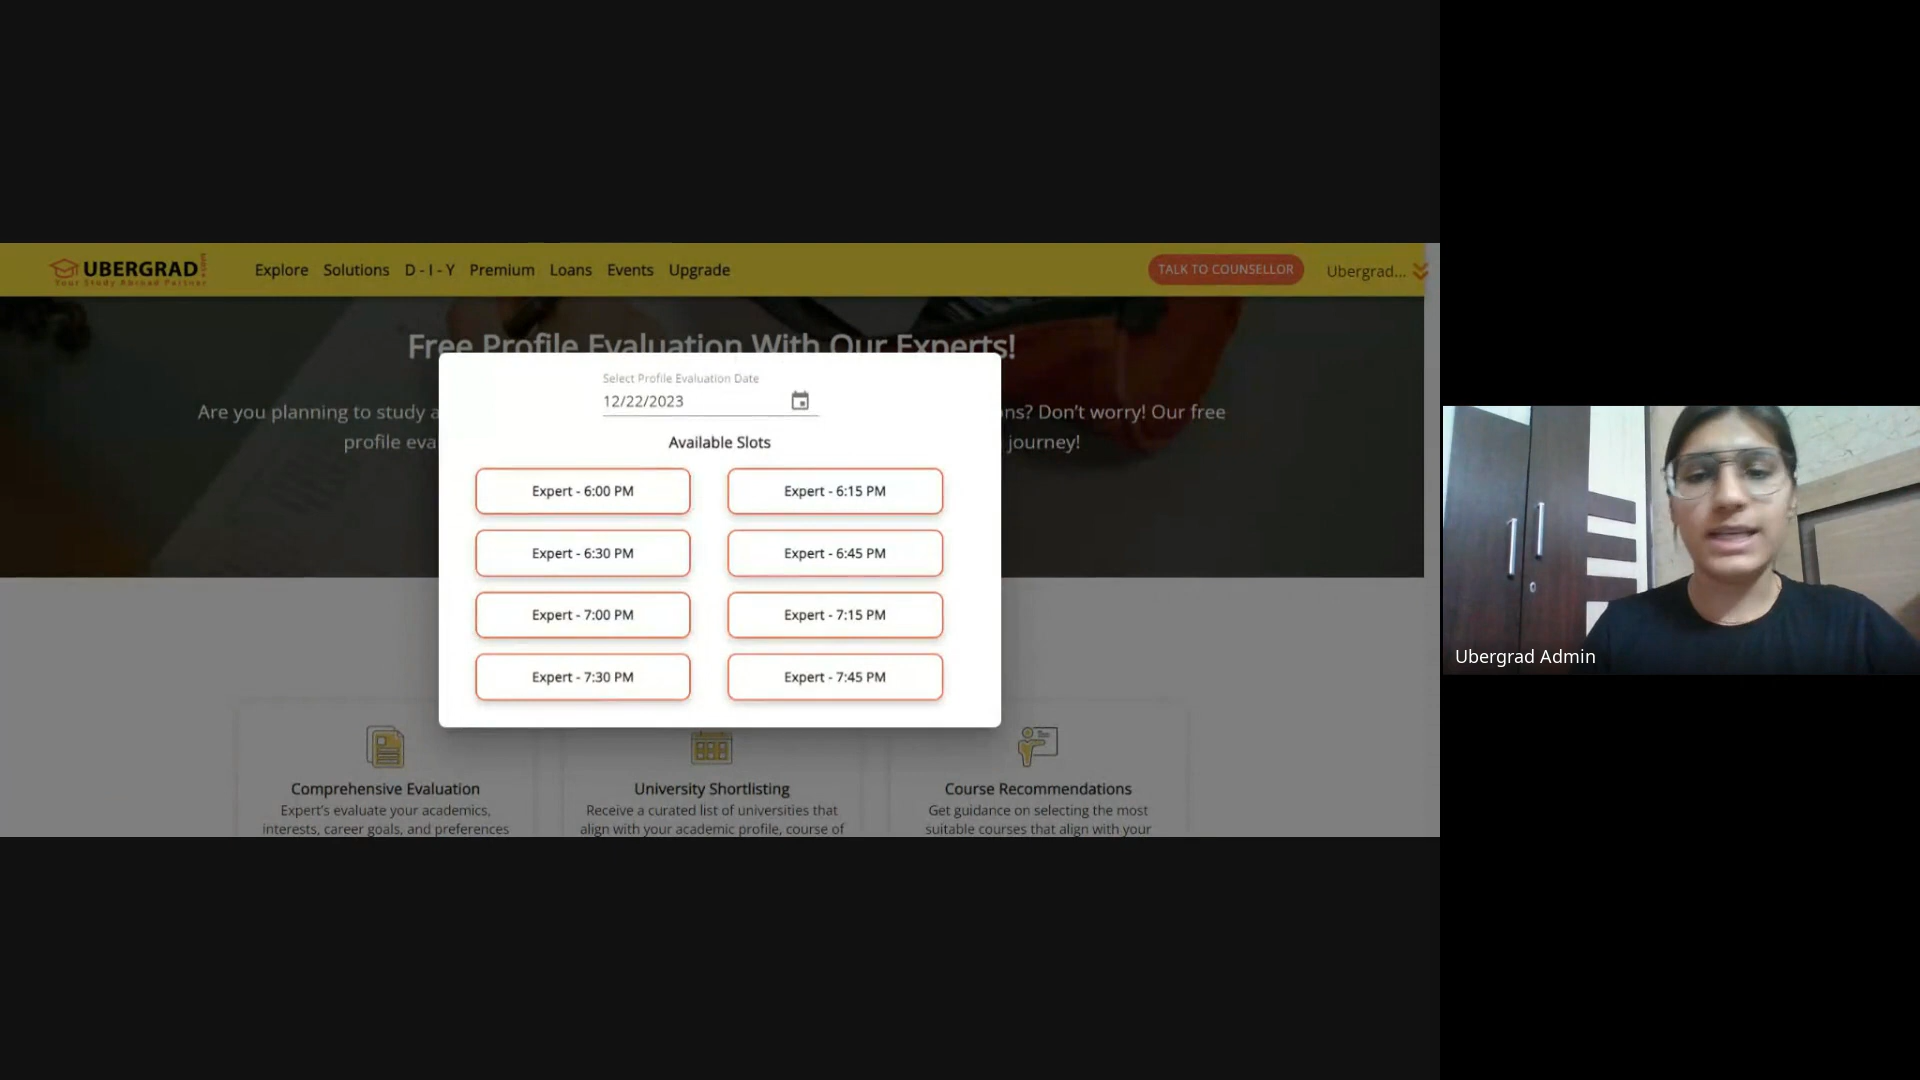 UBERGRAD
Your Study Abroad Partner
Explore Solutions D - I - Y Premium Loans Events Upgrade
TALK TO COUNSELLOR
Ubergrad...
Free Profile Evaluation With Our Experts!
Are you planning to study a
ns? Don't worry! Our free
profile eva
journey!
Select Profile Evaluation Date
12/22/2023
Available Slots
Expert - 6:00 PM
Expert - 6:15 PM
Expert - 6:30 PM
Expert - 6:45 PM
Expert - 7:00 PM
Expert - 7:15 PM
Expert - 7:30 PM
Expert - 7:45 PM
Comprehensive Evaluation
Expert's evaluate your academics,
interests, career goals, and preferences
University Shortlisting
Receive a curated list of universities that
align with your academic profile, course of
Course Recommendations
Get guidance on selecting the most
suitable courses that align with your
Ubergrad Admin